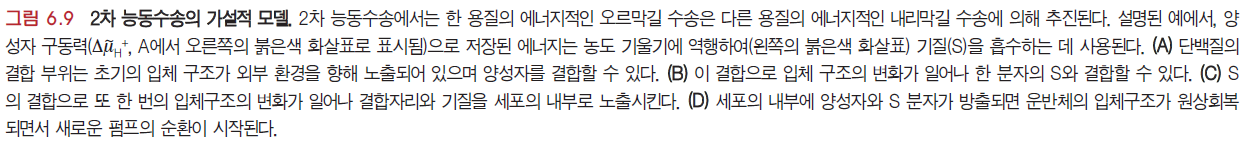 그림 6.9 2차 능동수송의 가설적 모델. 2차 능동수송에서는 한 용질의 에너지적인 오르막길 수송은 다른 용질의 에너지적인 내리막길 수송에 의해 추진된다. 설명된 예에서, 양
성자 구동력(Δμ̃H⁺, A에서 오른쪽의 붉은색 화살표로 표시됨)으로 저장된 에너지는 농도 기울기에 역행하여(왼쪽의 붉은색 화살표) 기질(S)을 흡수하는 데 사용된다. (A) 단백질의
결합 부위는 초기의 입체 구조가 외부 환경을 향해 노출되어 있으며 양성자를 결합할 수 있다. (B) 이 결합으로 입체 구조의 변화가 일어나 한 분자의 S와 결합할 수 있다. (C) S
의 결합으로 또 한 번의 입체구조의 변화가 일어나 결합자리와 기질을 세포의 내부로 노출시킨다. (D) 세포의 내부에 양성자와 S 분자가 방출되면 운반체의 입체구조가 원상회복
되면서 새로운 펌프의 순환이 시작된다.